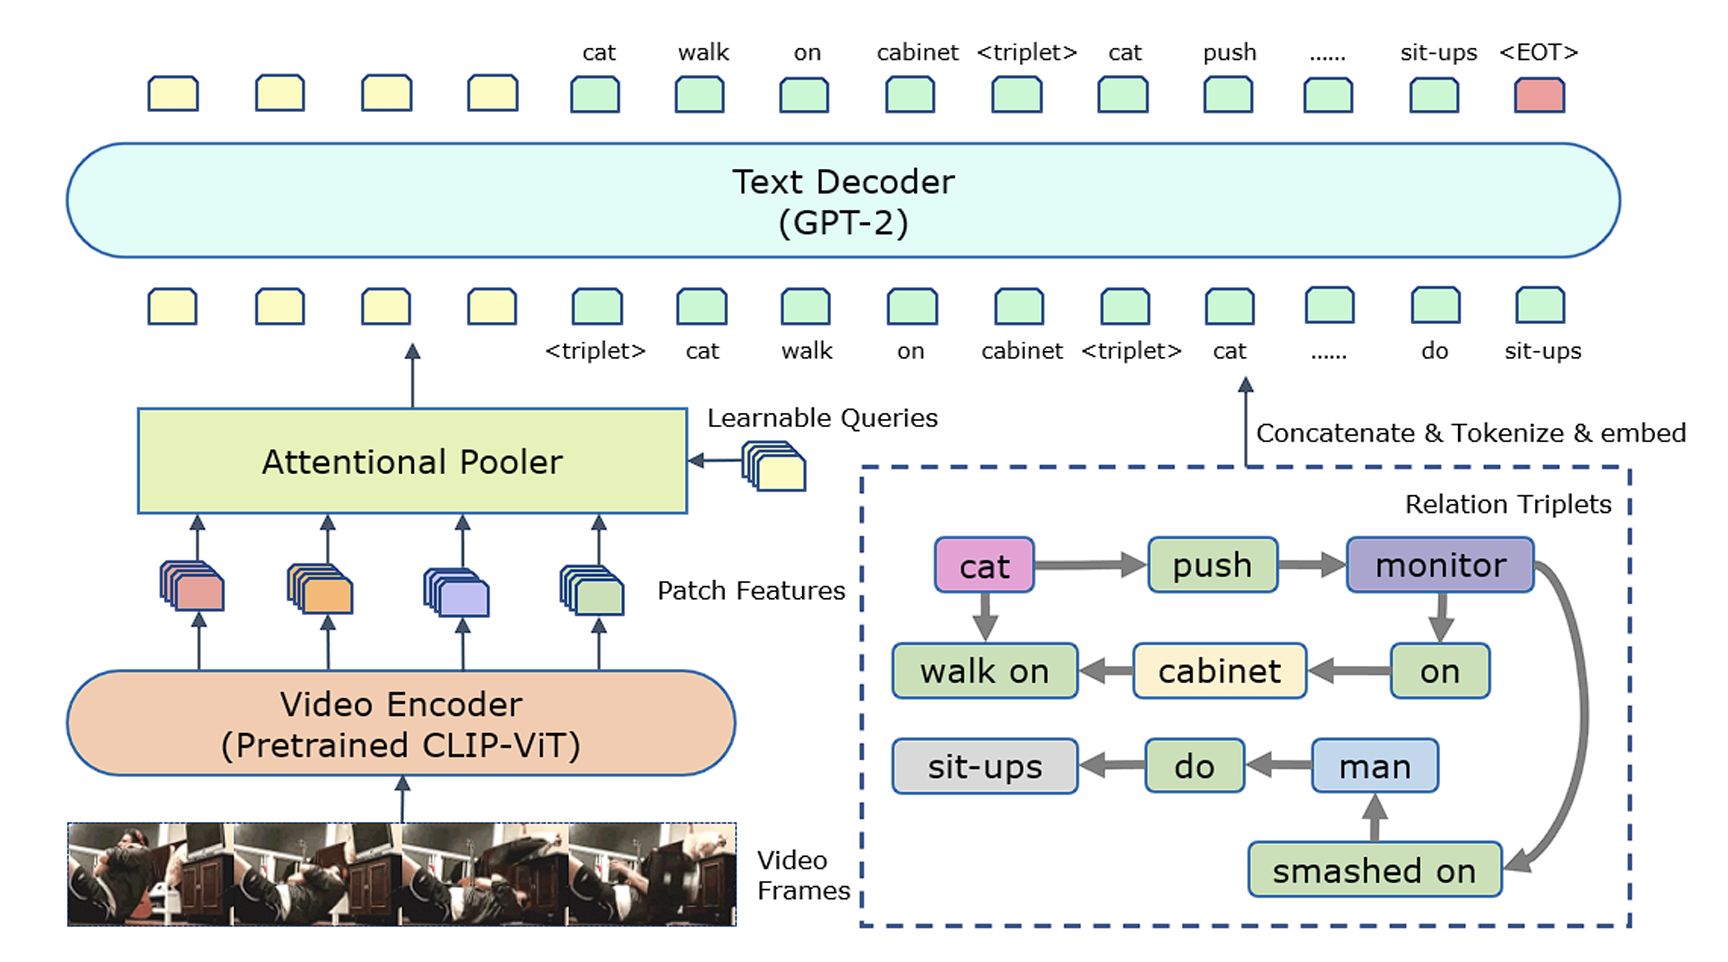 cat walk on cabinet <triplet> cat push ...... sit-ups <EOT>
Text Decoder
(GPT-2)
<triplet> cat walk on cabinet <triplet> cat ...... do sit-ups
Learnable Queries
Attentional Pooler
Concatenate & Tokenize & embed
Relation Triplets
Patch Features
cat push monitor
walk on cabinet on
sit-ups do man
smashed on
Video Encoder
(Pretrained CLIP-ViT)
Video
Frames